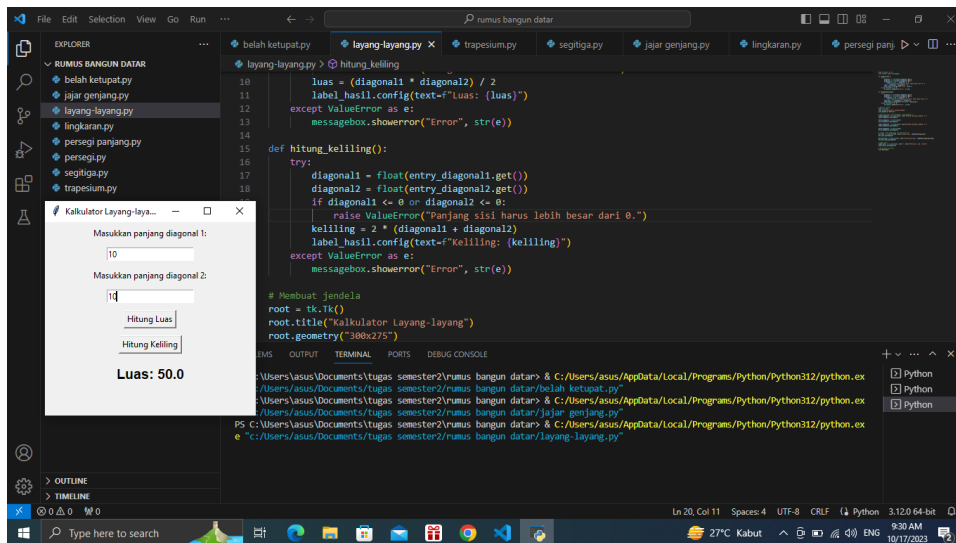 File Edit Selection View Go Run ··· ← → rumus bangun datar
EXPLORER ···
RUMUS BANGUN DATAR
belah ketupat.py
jajar genjang.py
layang-layang.py
lingkaran.py
persegi panjang.py
persegi.py
segitiga.py
trapesium.py
OUTLINE
TIMELINE
belah ketupat.py layang-layang.py trapesium.py segitiga.py jajar genjang.py lingkaran.py persegi panj
layang-layang.py > hitung_keliling
10 luas = (diagonal1 * diagonal2) / 2
11 label_hasil.config(text=f"Luas: {luas}")
12 except ValueError as e:
13 messagebox.showerror("Error", str(e))
14
15 def hitung_keliling():
16 try:
17 diagonal1 = float(entry_diagonal1.get())
18 diagonal2 = float(entry_diagonal2.get())
if diagonal1 <= 0 or diagonal2 <= 0:
raise ValueError("Panjang sisi harus lebih besar dari 0.")
keliling = 2 * (diagonal1 + diagonal2)
label_hasil.config(text=f"Keliling: {keliling}")
except ValueError as e:
messagebox.showerror("Error", str(e))
# Membuat jendela
root = tk.Tk()
root.title("Kalkulator Layang-layang")
root.geometry("300x275")
Kalkulator Layang-laya...
Masukkan panjang diagonal 1:
10
Masukkan panjang diagonal 2:
10
Hitung Luas
Hitung Keliling
Luas: 50.0
EMS OUTPUT TERMINAL PORTS DEBUG CONSOLE
:\Users\asus\Documents\tugas semester2\rumus bangun datar> & C:/Users/asus/AppData/Local/Programs/Python/Python312/python.ex
:/Users/asus/Documents/tugas semester2/rumus bangun datar/belah ketupat.py"
:\Users\asus\Documents\tugas semester2\rumus bangun datar> & C:/Users/asus/AppData/Local/Programs/Python/Python312/python.ex
:/Users/asus/Documents/tugas semester2/rumus bangun datar/jajar genjang.py"
PS C:\Users\asus\Documents\tugas semester2\rumus bangun datar> & C:/Users/asus/AppData/Local/Programs/Python/Python312/python.ex
e "c:/Users/asus/Documents/tugas semester2/rumus bangun datar/layang-layang.py"
Python
Python
Python
0 0 0 Ln 20, Col 11 Spaces: 4 UTF-8 CRLF Python 3.12.0 64-bit
Type here to search 27°C Kabut ENG 9:30 AM
10/17/2023 2